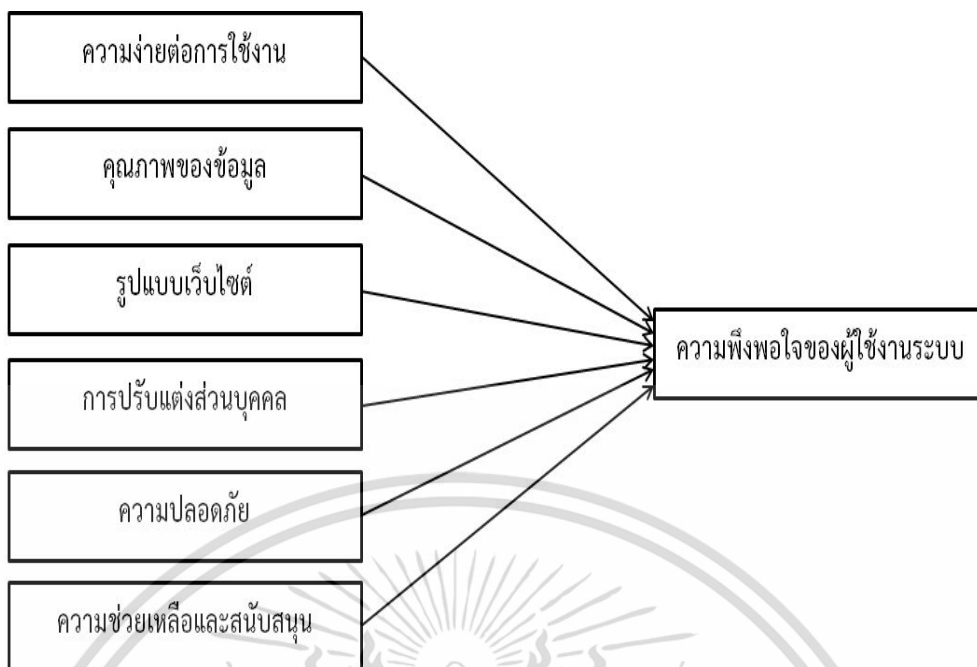 ความง่ายต่อการใช้งาน
คุณภาพของข้อมูล
รูปแบบเว็บไซต์
ความพึงพอใจของผู้ใช้งานระบบ
การปรับแต่งส่วนบุคคล
ความปลอดภัย
ความช่วยเหลือและสนับสนุน